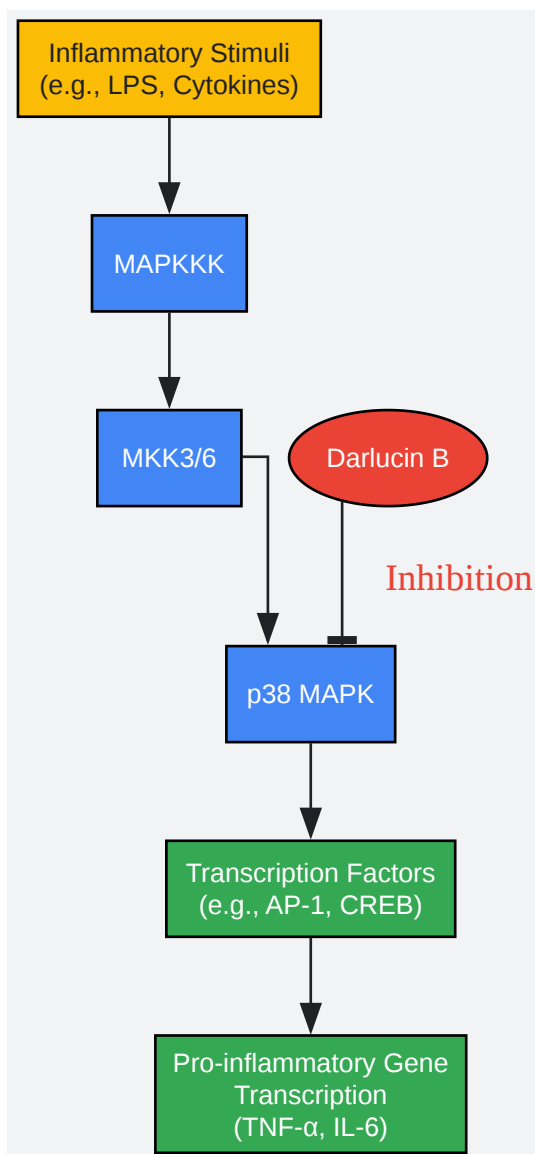 Inflammatory Stimuli
(e.g., LPS, Cytokines)
MAPKKK
MKK3/6
Darlucin B
Inhibition
p38 MAPK
Transcription Factors
(e.g., AP-1, CREB)
Pro-inflammatory Gene
Transcription
(TNF-α, IL-6)